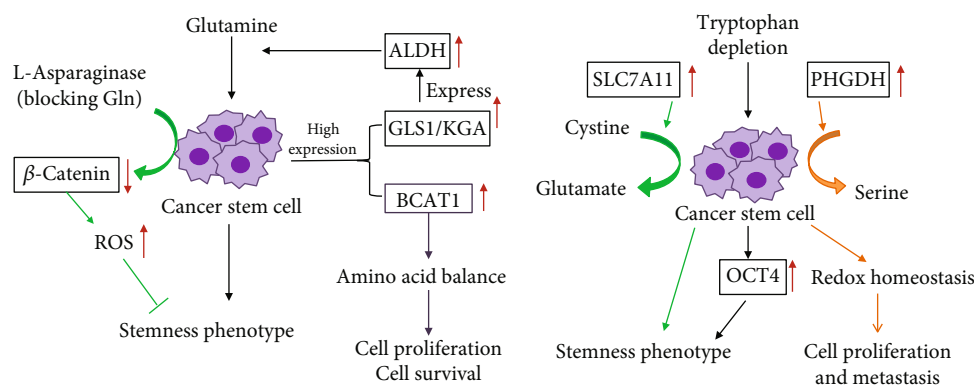 Glutamine
L-Asparaginase
(blocking Gln)
β-Catenin
ROS
Cancer stem cell
Stemness phenotype
High
expression
ALDH
Express
GLS1/KGA
BCAT1
Amino acid balance
Cell proliferation
Cell survival
Tryptophan
depletion
SLC7A11
PHGDH
Cystine
Glutamate
Serine
Cancer stem cell
OCT4
Redox homeostasis
Stemness phenotype
Cell proliferation
and metastasis